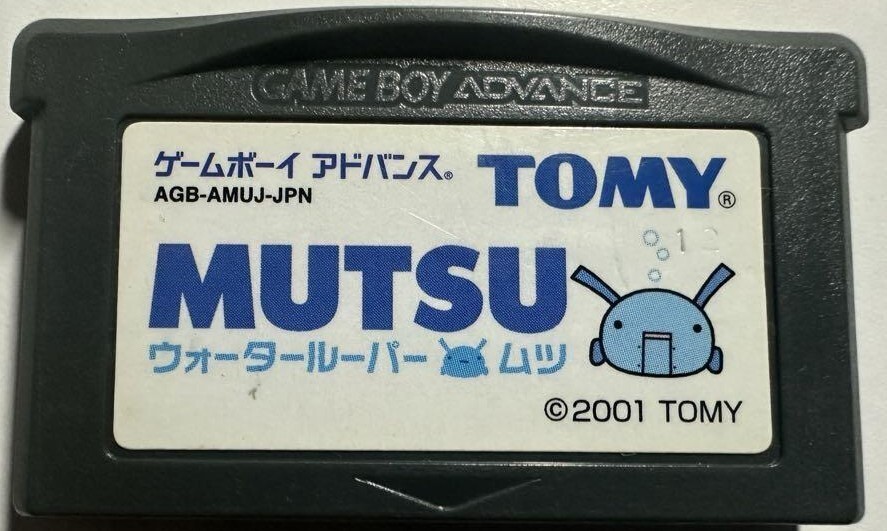 GAME BOY ADVANCE
ゲームボーイ アドバンス® TOMY®
AGB-AMUJ-JPN
12
MUTSU
ウォータールーパー ムツ
©2001 TOMY